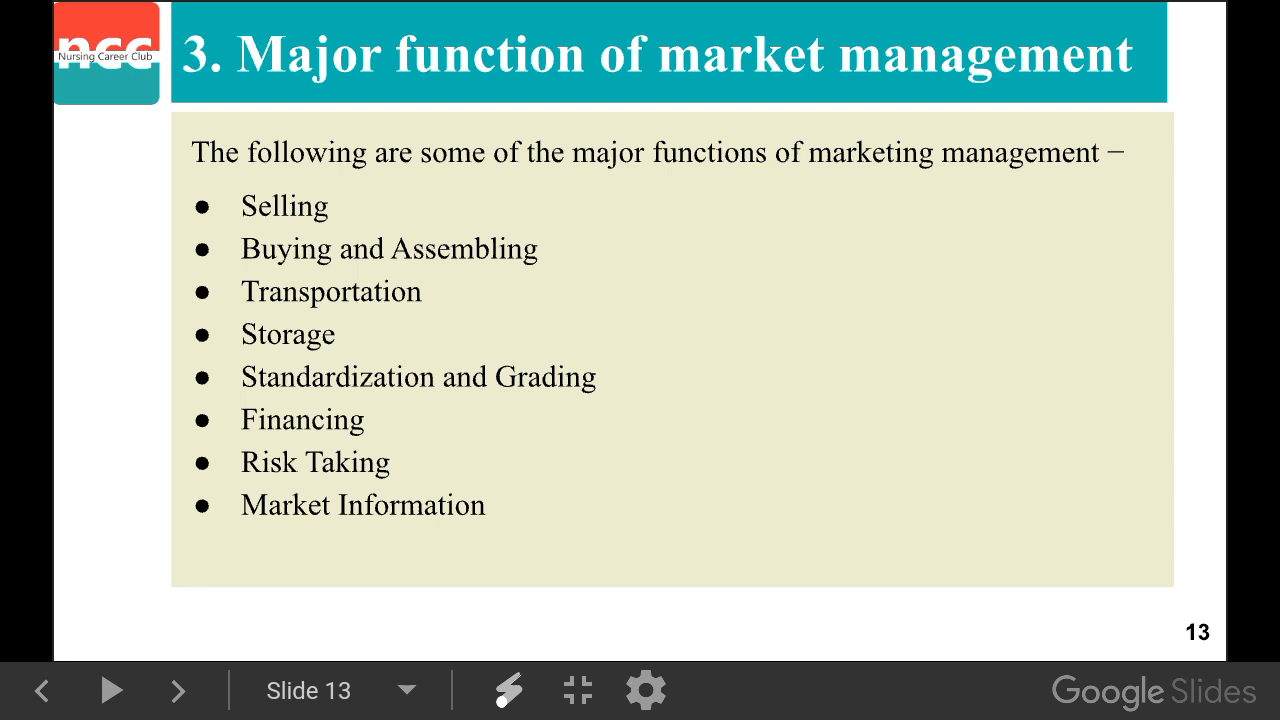 ncc
Nursing Career Club
3. Major function of market management
The following are some of the major functions of marketing management −
● Selling
● Buying and Assembling
● Transportation
● Storage
● Standardization and Grading
● Financing
● Risk Taking
● Market Information
13
Slide 13
Google Slides